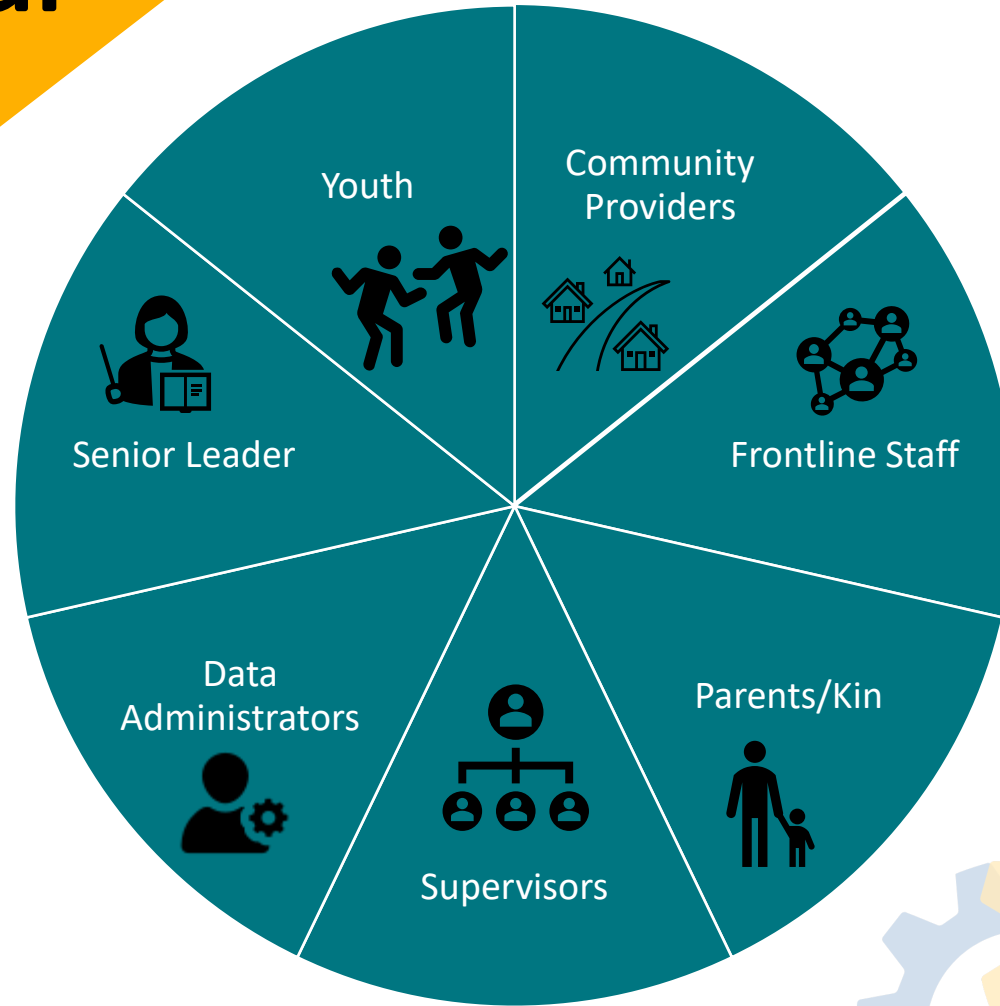 Youth
Community
Providers
Senior Leader
Frontline Staff
Data
Administrators
Parents/Kin
Supervisors